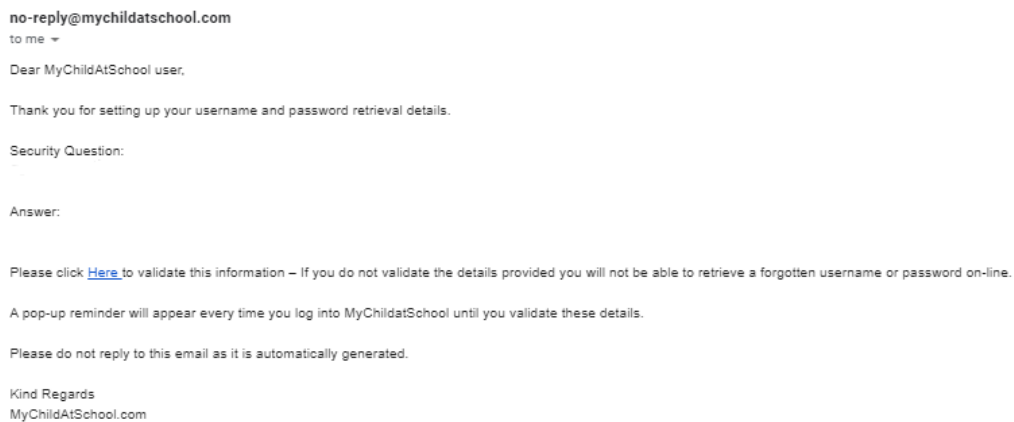 no-reply@mychildatschool.com
to me
Dear MyChildAtSchool user,
Thank you for setting up your username and password retrieval details.
Security Question:
Answer:
Please click Here to validate this information – If you do not validate the details provided you will not be able to retrieve a forgotten username or password on-line.
A pop-up reminder will appear every time you log into MyChildatSchool until you validate these details.
Please do not reply to this email as it is automatically generated.
Kind Regards
MyChildAtSchool.com